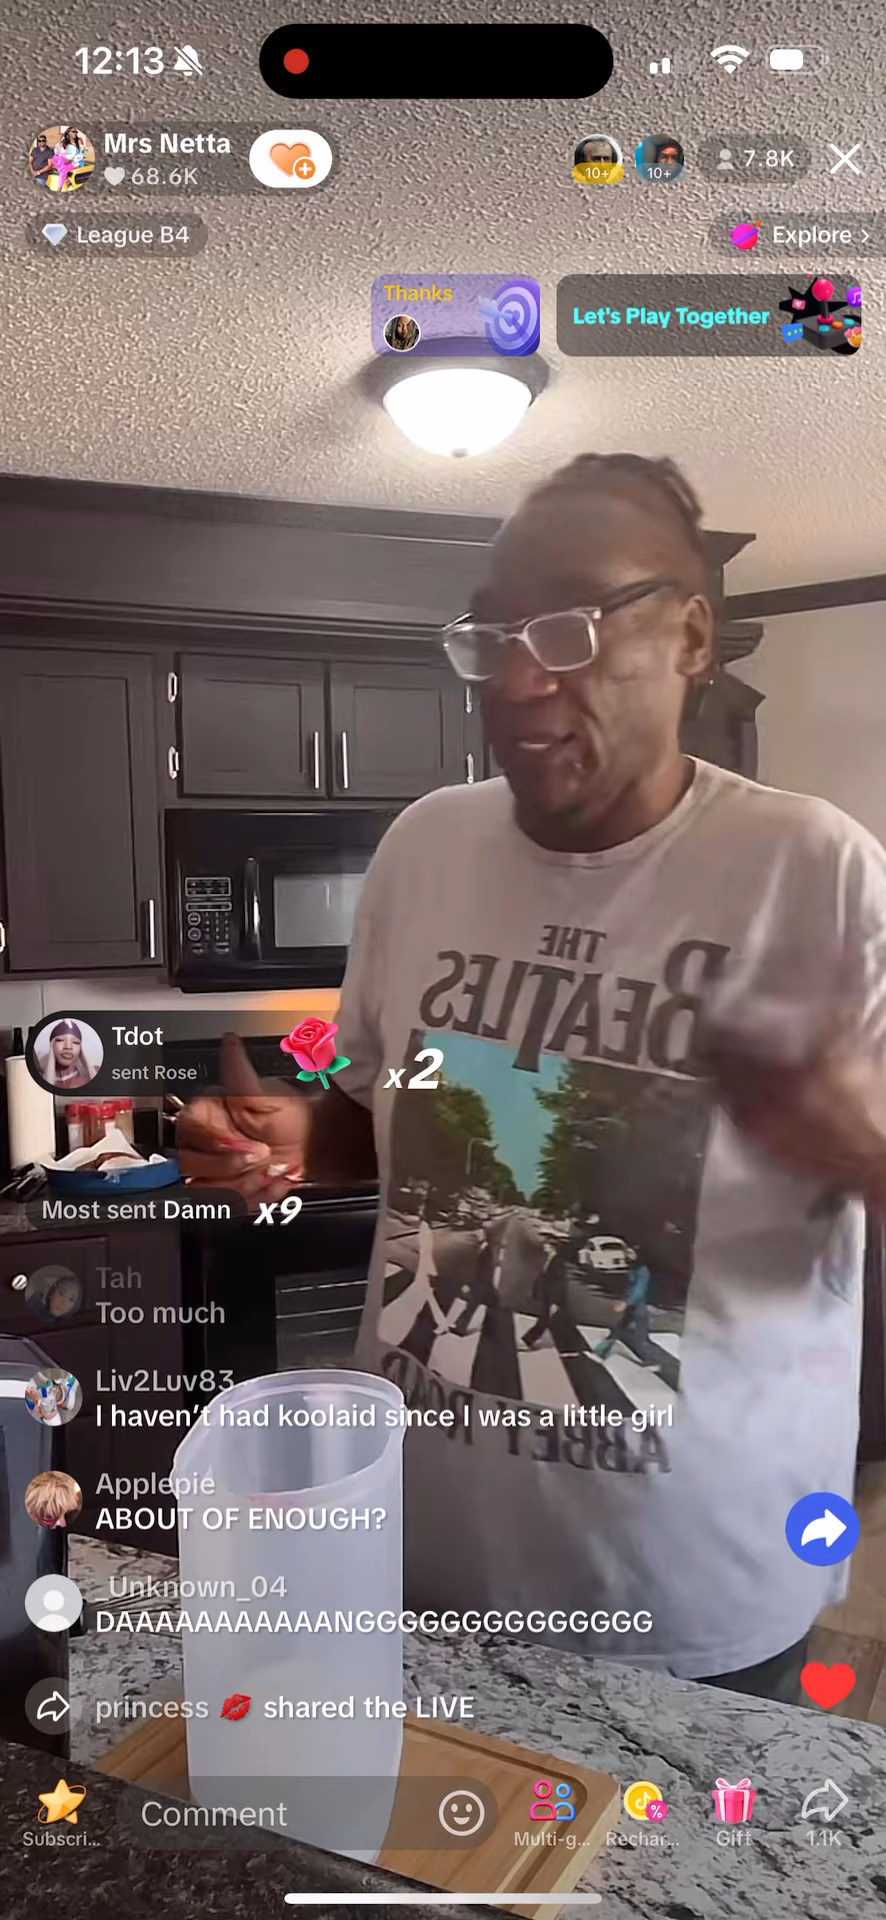 12:13
Mrs Netta
68.6K
10+
10+
7.8K
League B4
Explore >
Thanks
Let's Play Together
THE
BEATLES
Tdot
sent Rose
x2
Most sent Damn x9
Tah
Too much
Liv2Luv83
I haven't had koolaid since I was a little girl
ABBEY ROAD
Applepie
ABOUT OF ENOUGH?
_Unknown_04
DAAAAAAAAAAANGGGGGGGGGGGGGG
princess 💋 shared the LIVE
Comment
Subscri...
Multi-g...
Rechar...
Gift
1.1K